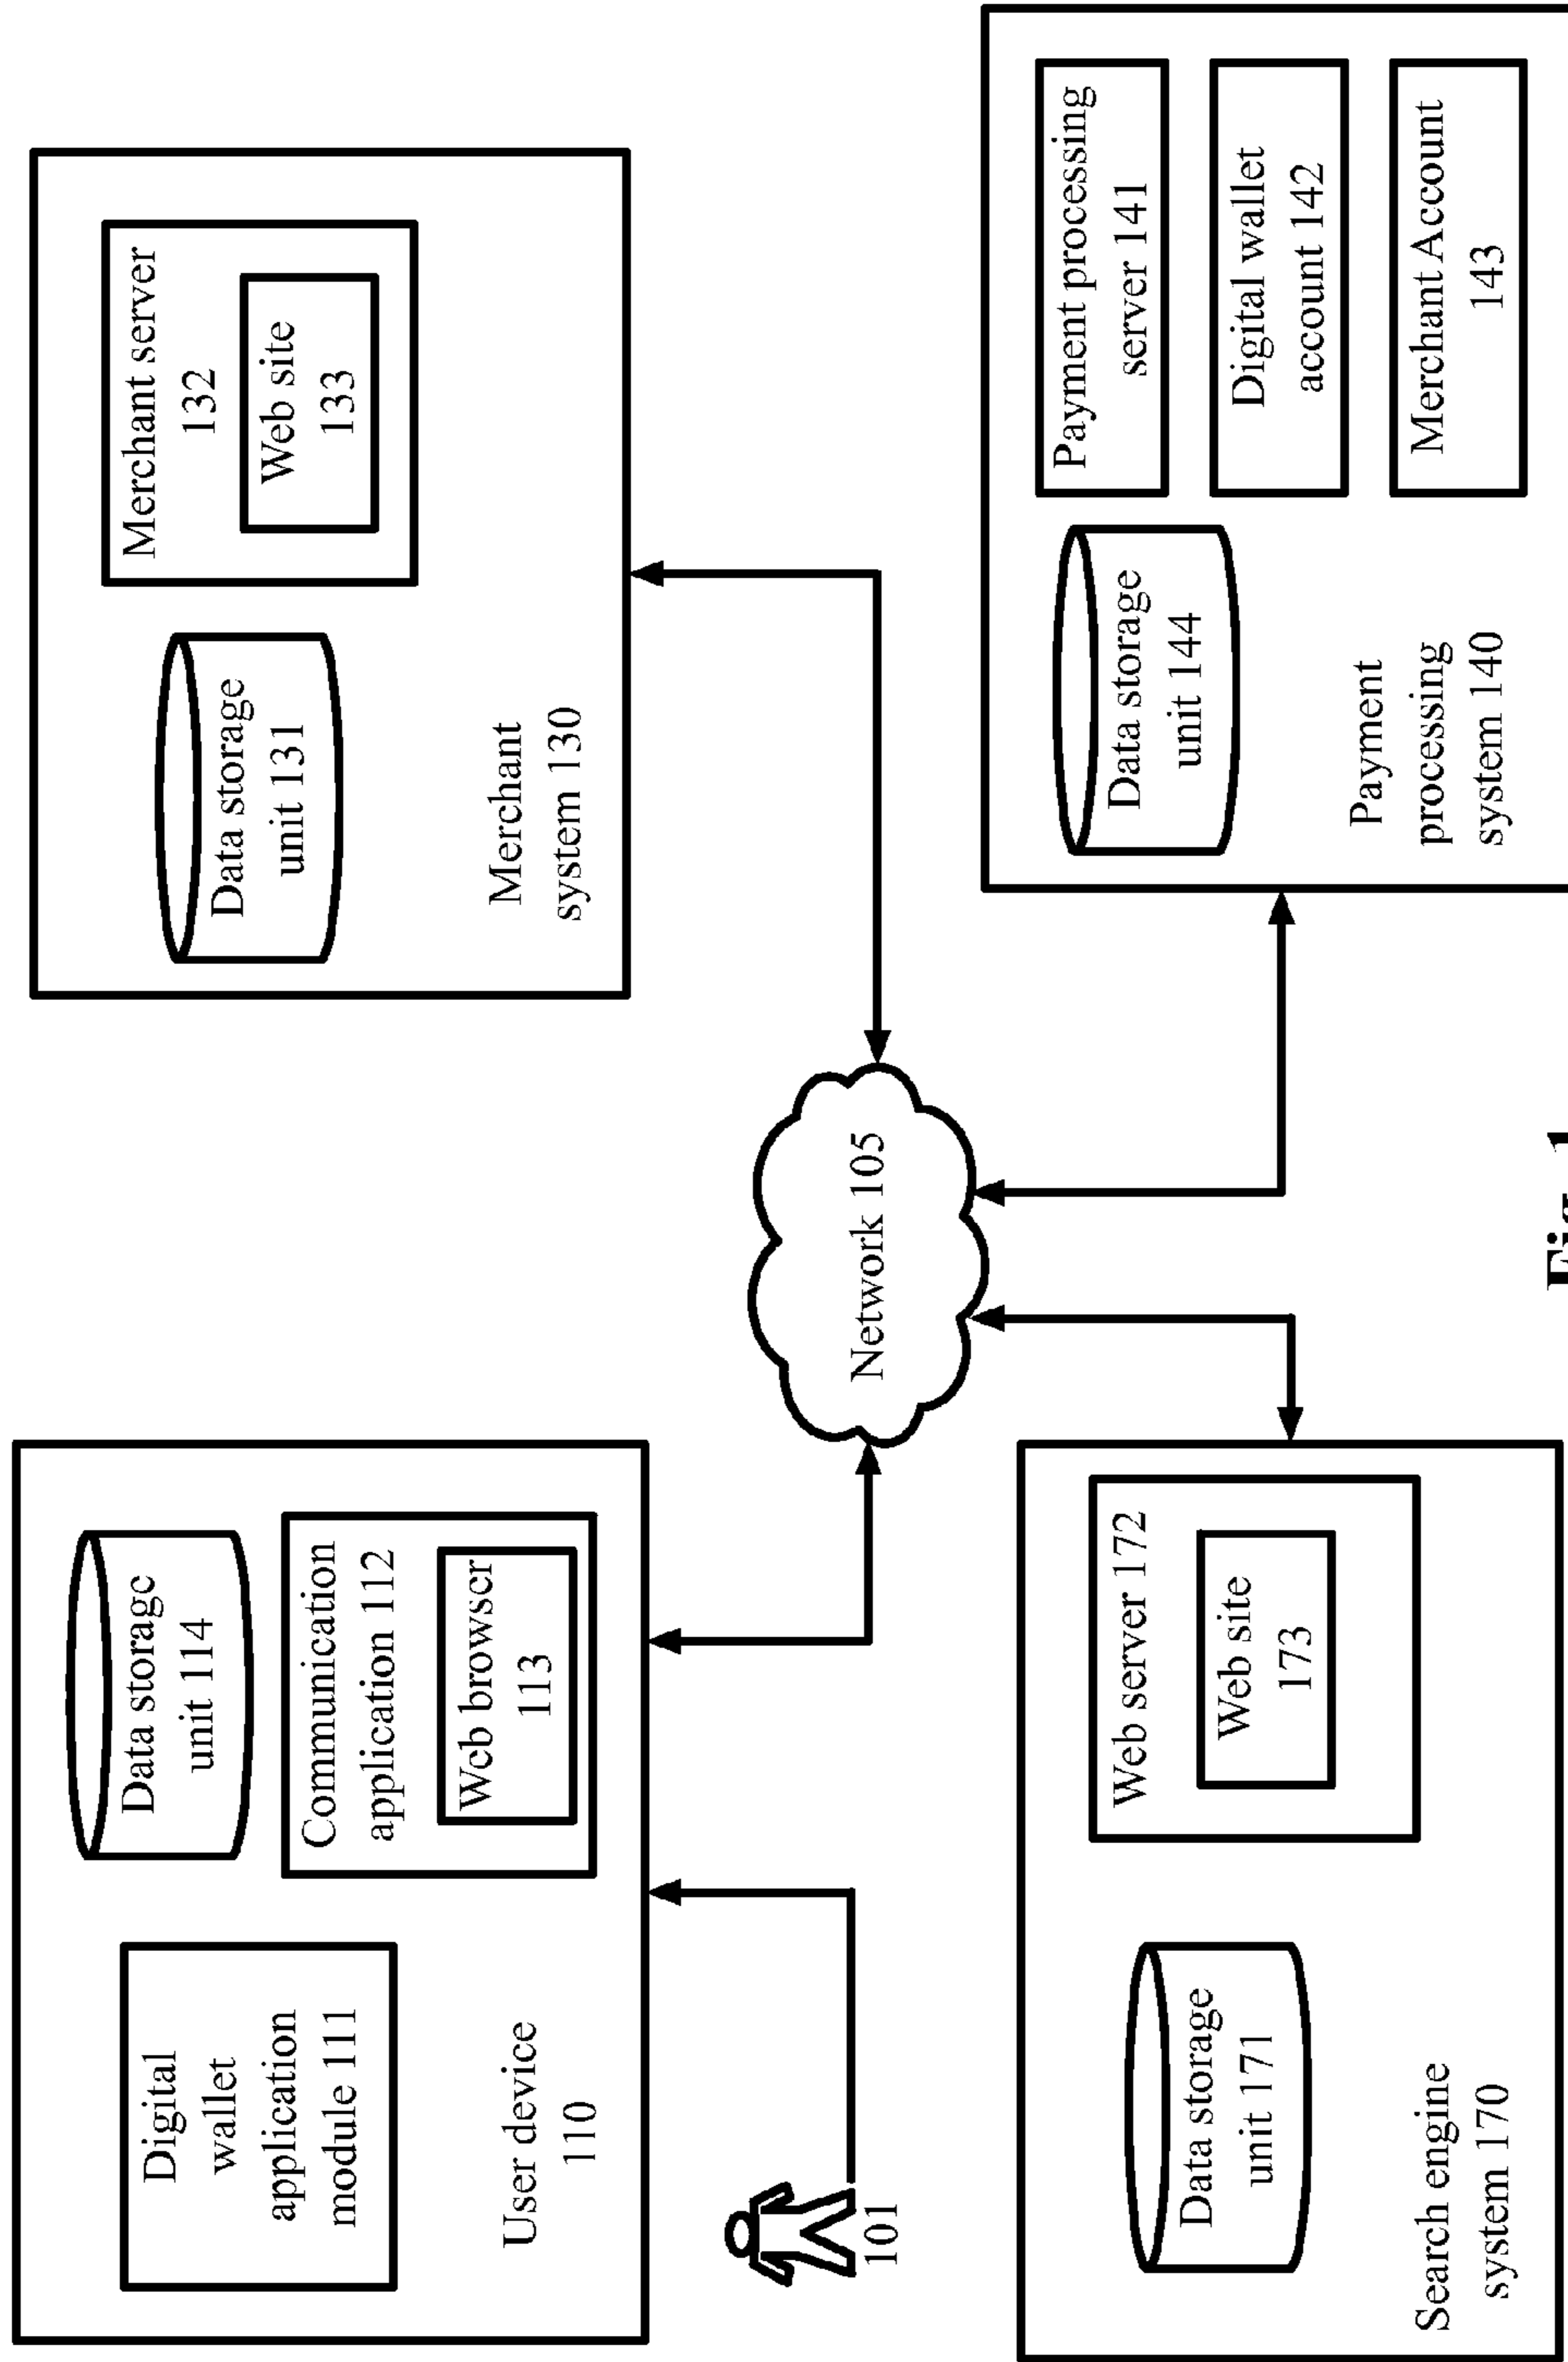 Digital
wallet
application
module 111
Data storage
unit 114
Communication
application 112
Web browser
113
User device
110
101
Data storage
unit 131
Merchant server
132
Web site
133
Merchant
system 130
Network 105
Data storage
unit 171
Web server 172
Web site
173
Search engine
system 170
Data storage
unit 144
Payment processing
server 141
Digital wallet
account 142
Merchant Account
143
Payment
processing
system 140
Fig. 1